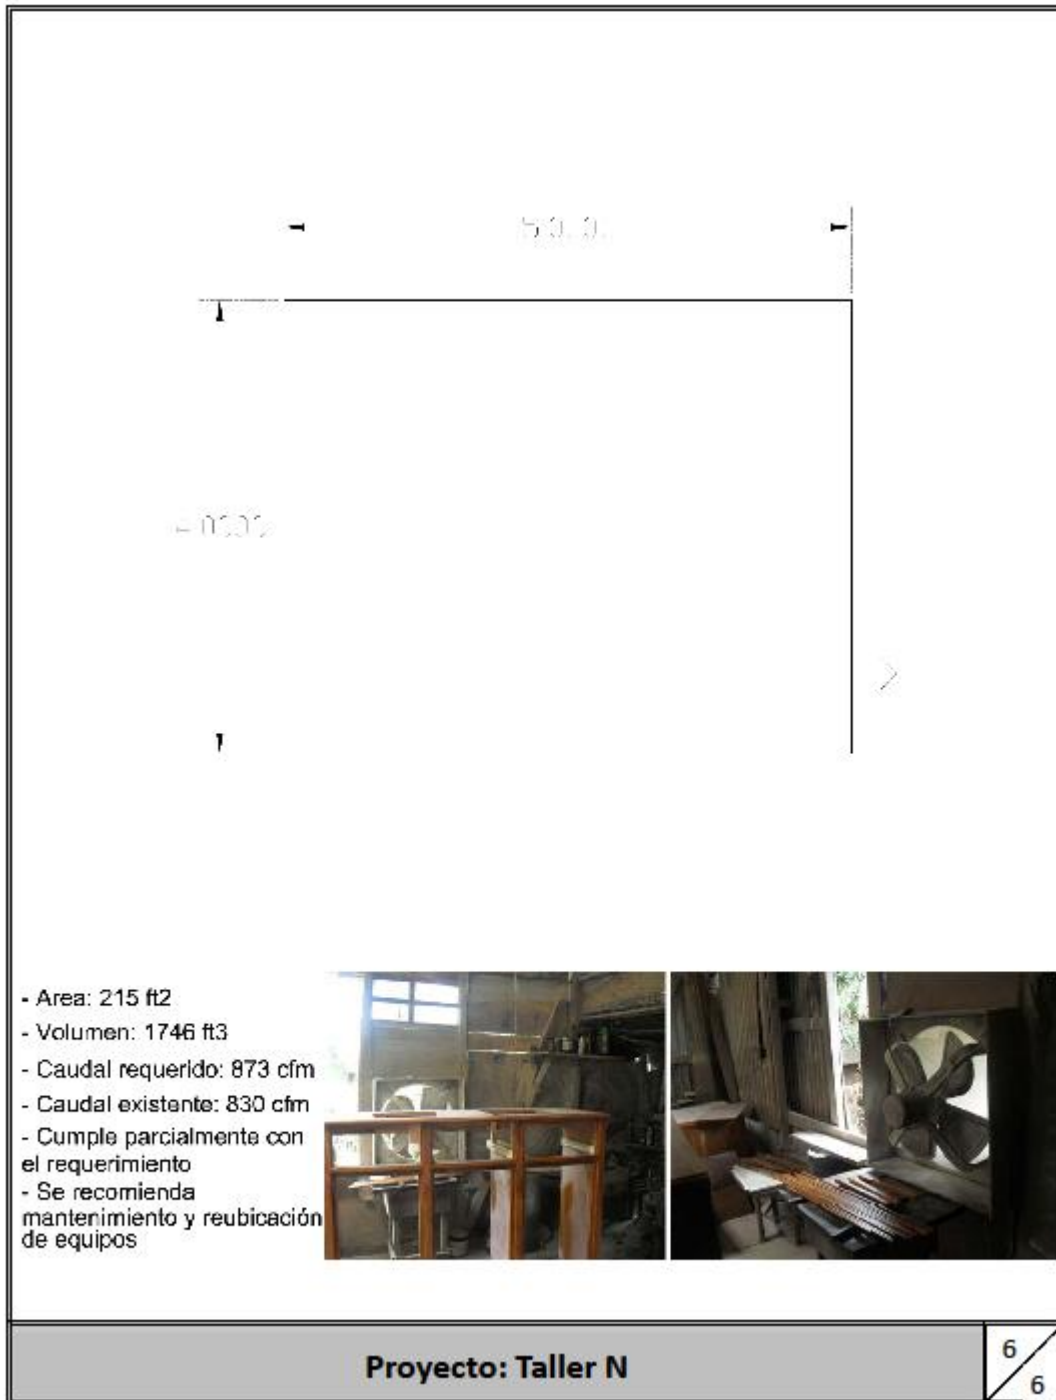 - Area: 215 ft2
- Volumen: 1746 ft3
- Caudal requerido: 873 cfm
- Caudal existente: 830 cfm
- Cumple parcialmente con
el requerimiento
- Se recomienda
mantenimiento y reubicación
de equipos
Proyecto: Taller N
6
6